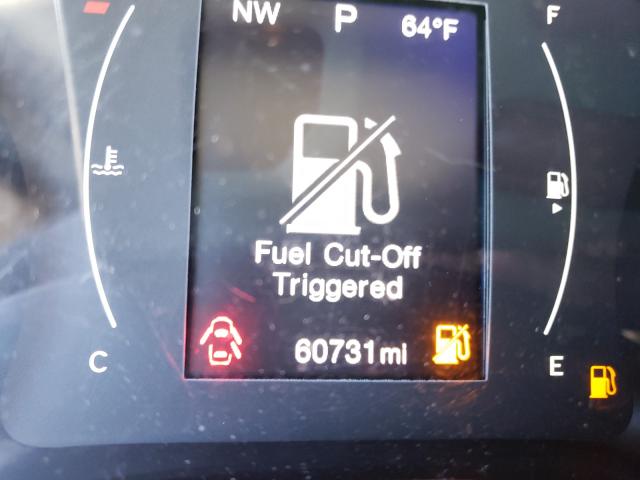 NW P 64°F F
Fuel Cut-Off
Triggered
C 60731mi E